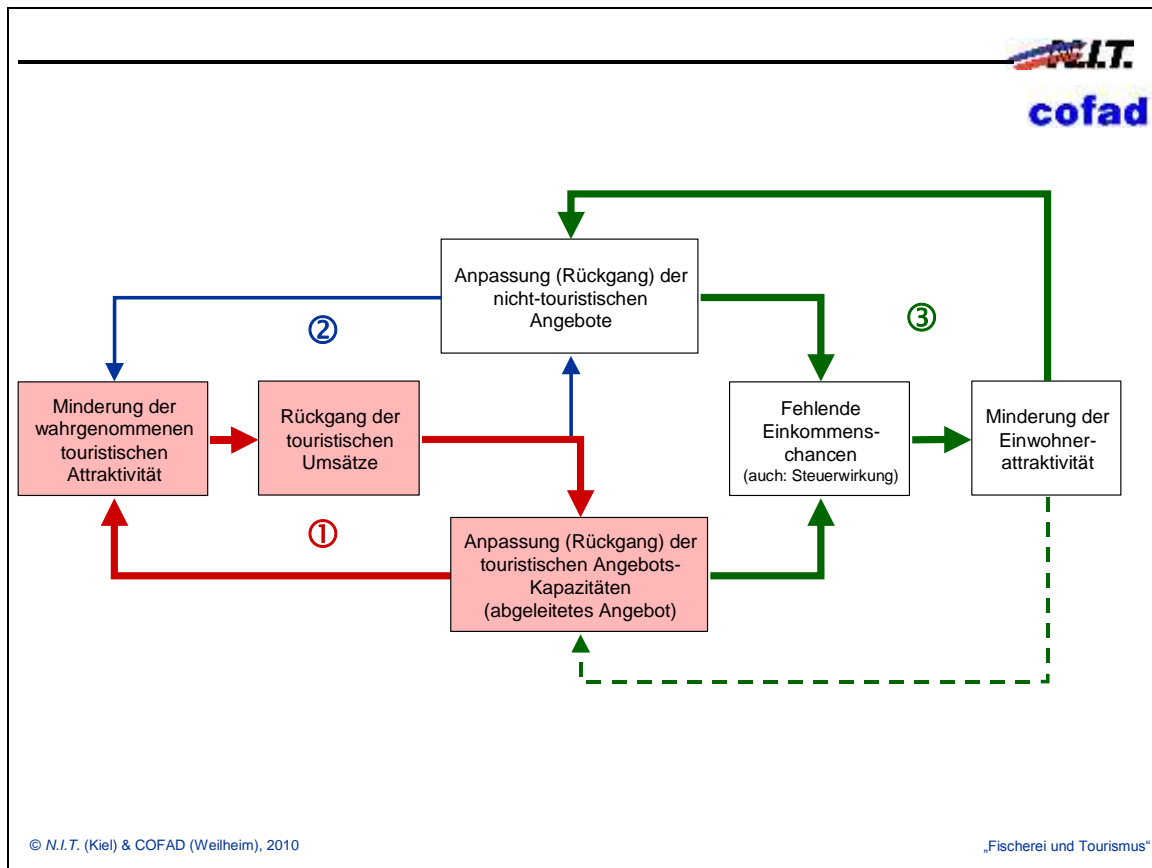 N.I.T.
cofad
Anpassung (Rückgang) der
nicht-touristischen
Angebote
②
③
Minderung der
wahrgenommenen
touristischen
Attraktivität
Rückgang der
touristischen
Umsätze
Fehlende
Einkommens-
chancen
(auch: Steuerwirkung)
Minderung der
Einwohner-
attraktivität
①
Anpassung (Rückgang) der
touristischen Angebots-
Kapazitäten
(abgeleitetes Angebot)
© N.I.T. (Kiel) & COFAD (Weilheim), 2010
„Fischerei und Tourismus“